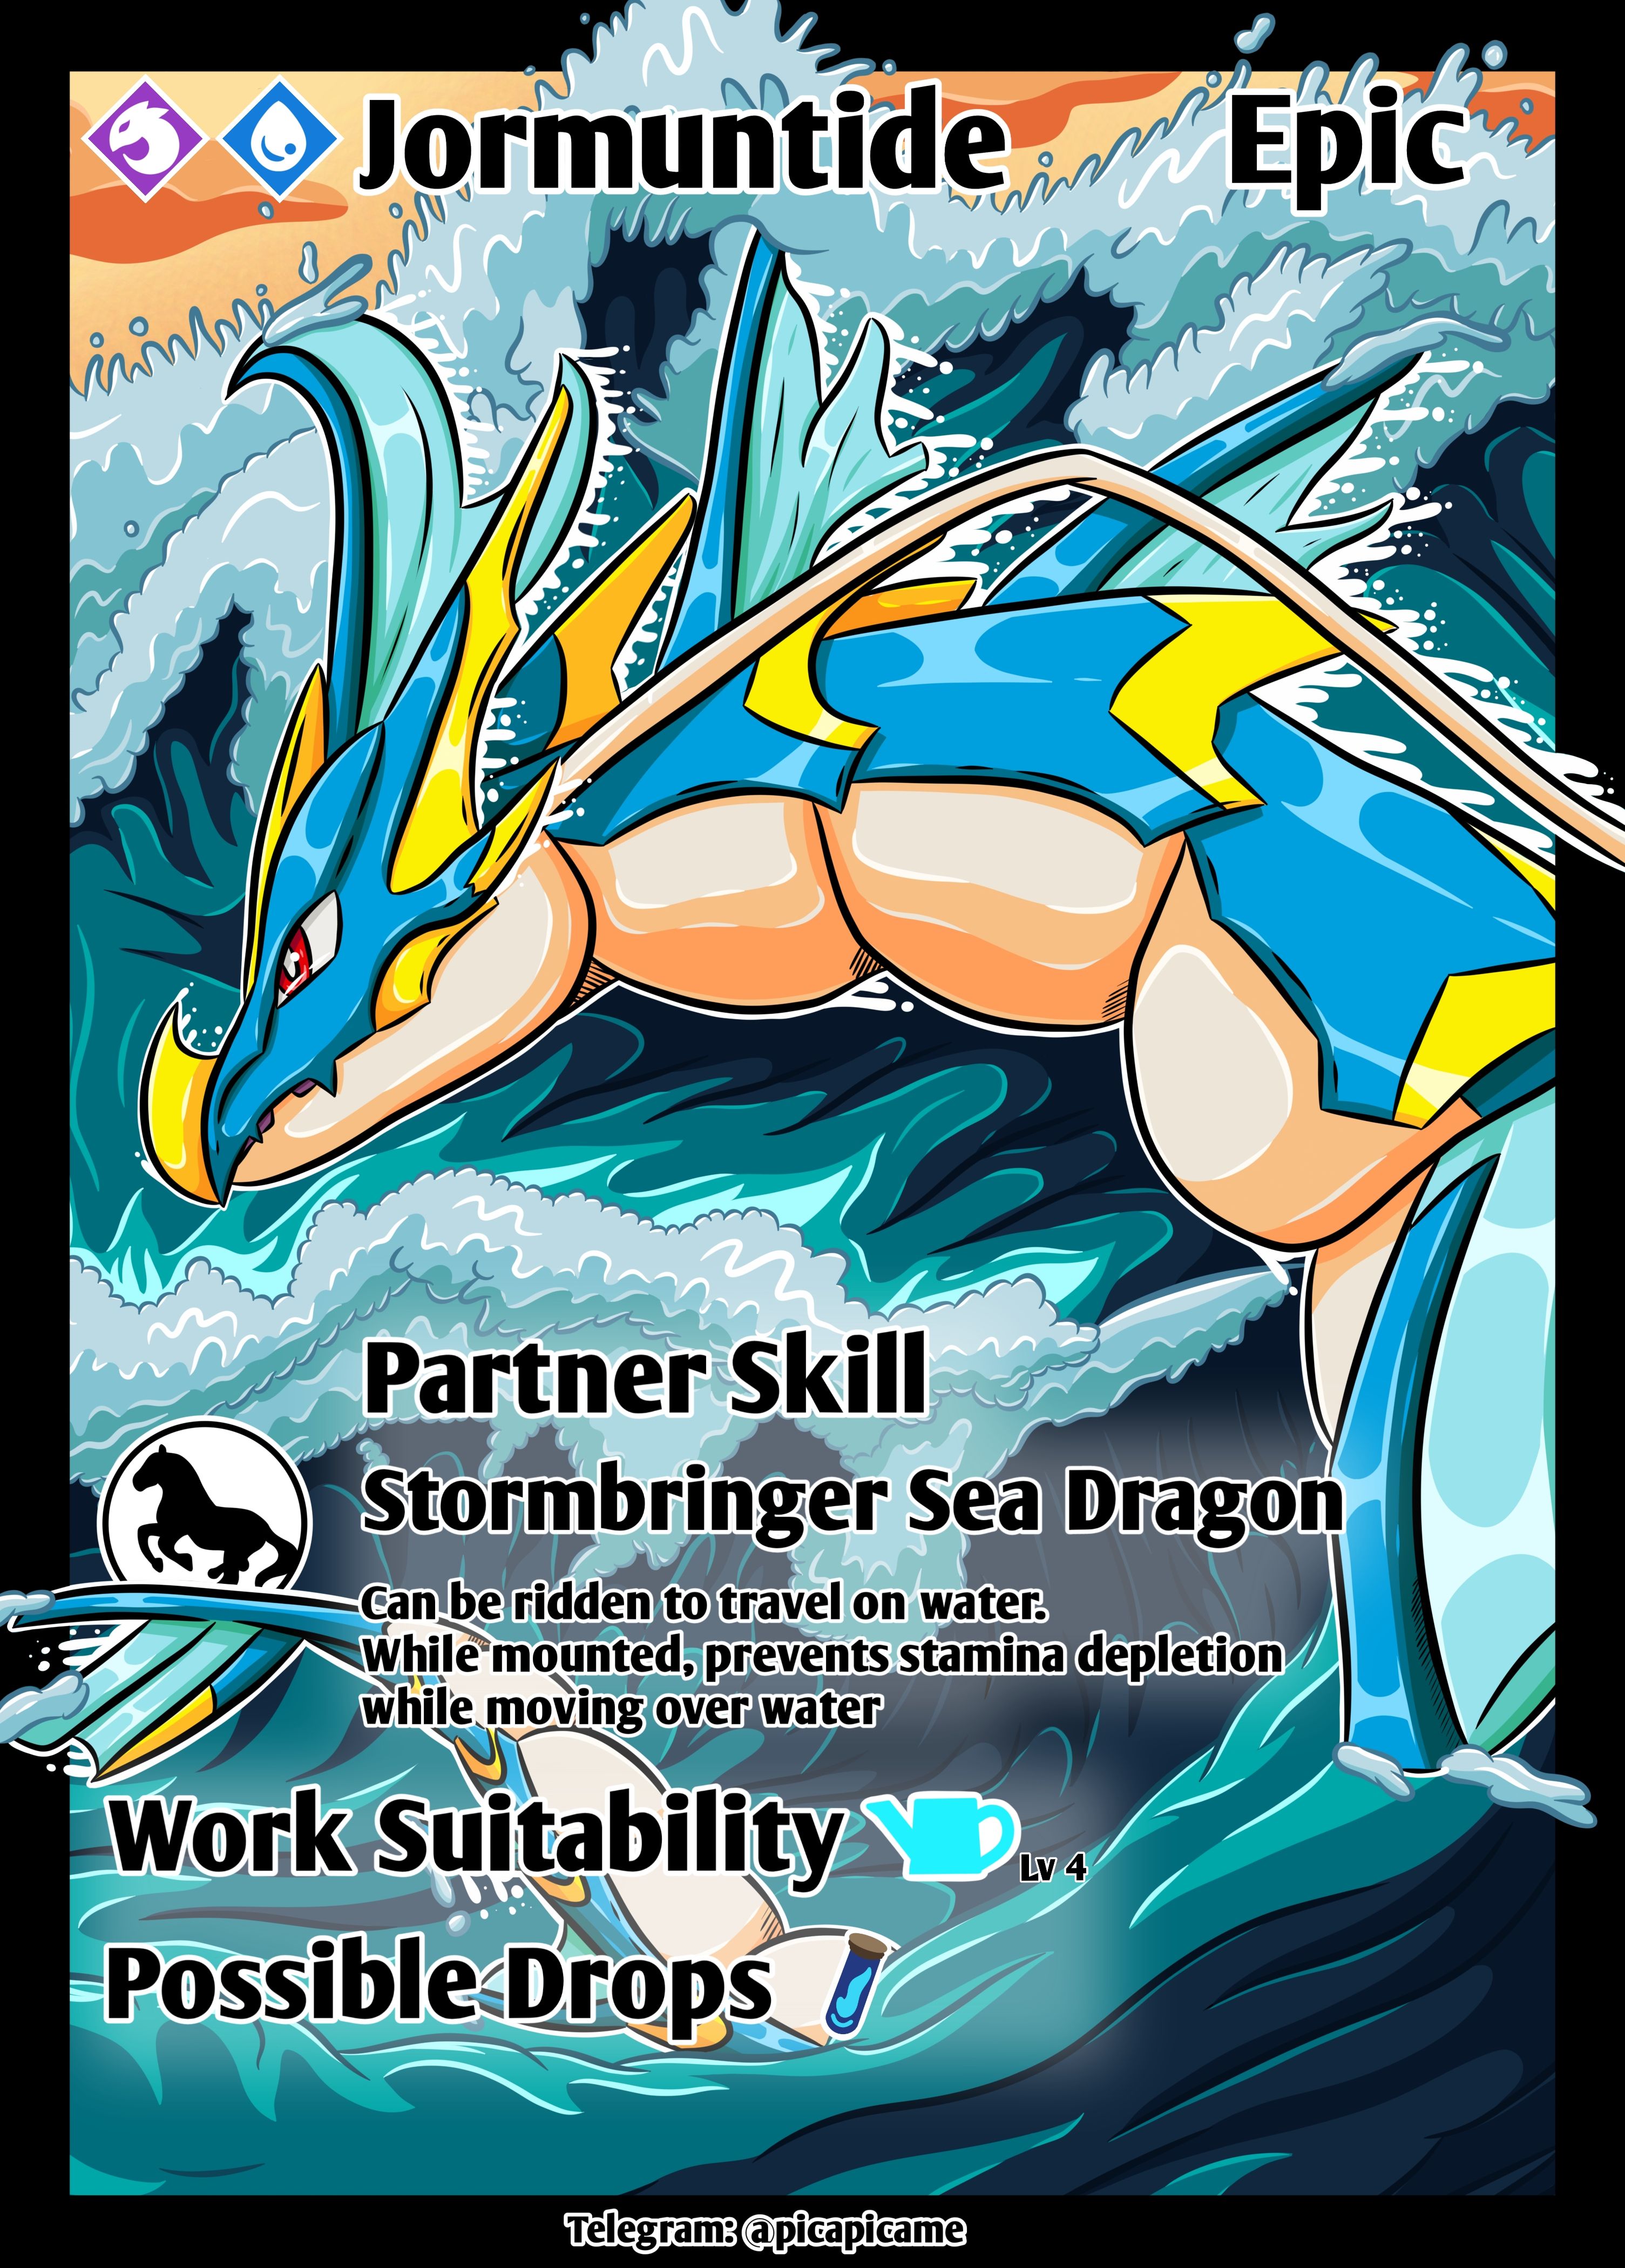 Jormuntide
Epic
Partner Skill
Stormbringer Sea Dragon
Can be ridden to travel on water.
While mounted, prevents stamina depletion
while moving over water
Work Suitability
Lv 4
Possible Drops
Telegram: @picapicame